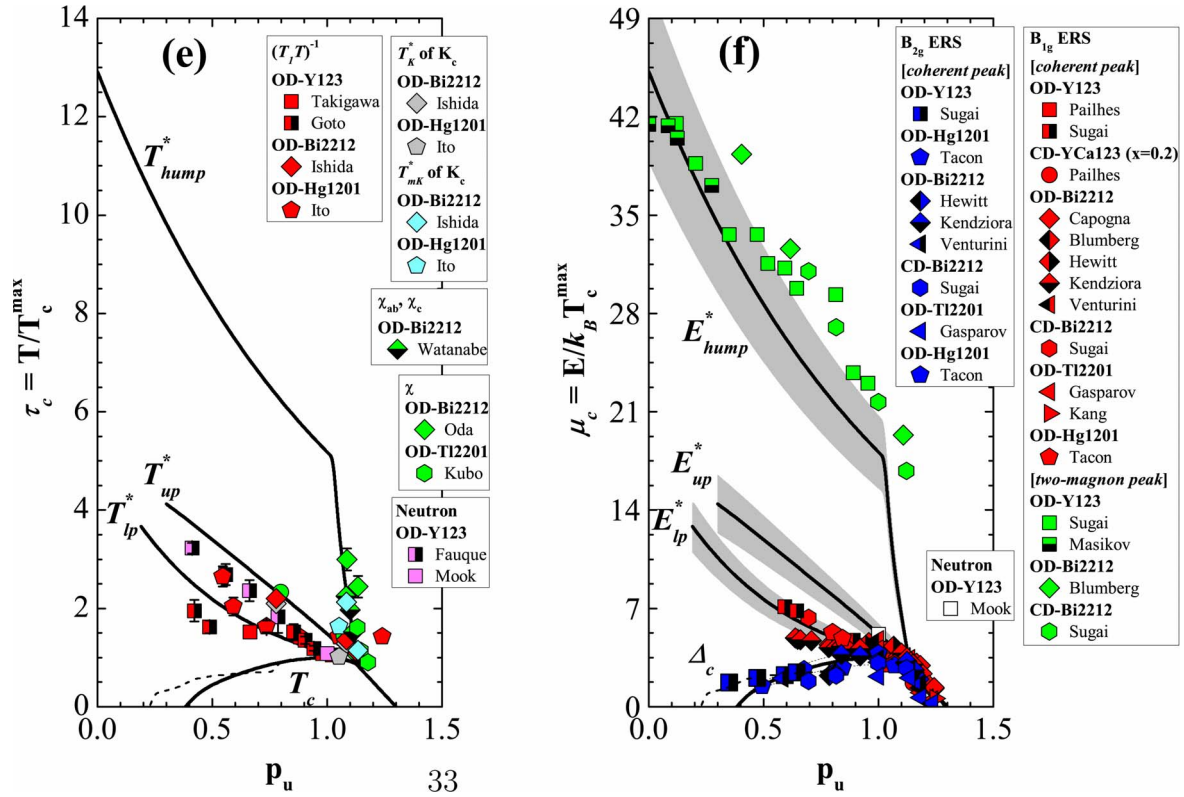 (e)
14
12
10
8
6
4
2
0
0.0
0.5
1.0
1.5
τc = T/Tc^max
p_u
T*hump
T*up
T*lp
Tc
(T1T)^-1
OD-Y123
Takigawa
Goto
OD-Bi2212
Ishida
OD-Hg1201
Ito
T*K of Kc
OD-Bi2212
Ishida
OD-Hg1201
Ito
T*mK of Kc
OD-Bi2212
Ishida
OD-Hg1201
Ito
χab, χc
OD-Bi2212
Watanabe
χ
OD-Bi2212
Oda
OD-Tl2201
Kubo
Neutron
OD-Y123
Fauque
Mook
33
(f)
49
42
35
28
21
14
7
0
0.0
0.5
1.0
1.5
μc = E/kB Tc^max
p_u
E*hump
E*up
E*lp
Δc
B2g ERS
[coherent peak]
OD-Y123
Sugai
OD-Hg1201
Tacon
OD-Bi2212
Hewitt
Kendziora
Venturini
CD-Bi2212
Sugai
OD-Tl2201
Gasparov
OD-Hg1201
Tacon
Neutron
OD-Y123
Mook
B1g ERS
[coherent peak]
OD-Y123
Pailhes
Sugai
CD-YCa123 (x=0.2)
Pailhes
OD-Bi2212
Capogna
Blumberg
Hewitt
Kendziora
Venturini
CD-Bi2212
Sugai
OD-Tl2201
Gasparov
Kang
OD-Hg1201
Tacon
[two-magnon peak]
OD-Y123
Sugai
Masikov
OD-Bi2212
Blumberg
CD-Bi2212
Sugai